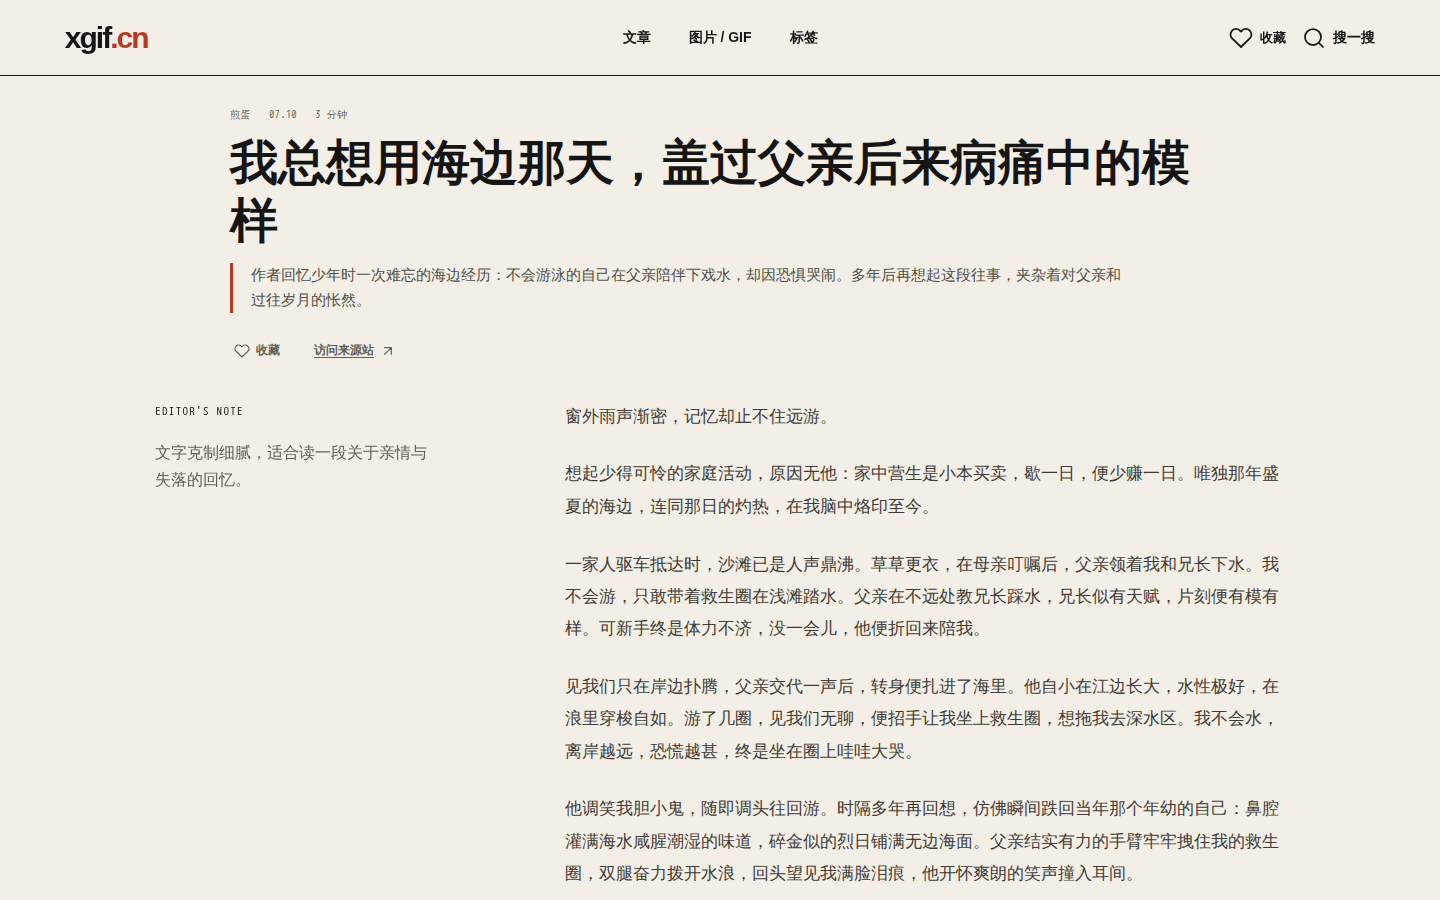 xgif.cn
文章 图片 / GIF 标签
收藏 搜一搜
煎蛋 07.10 3 分钟
我总想用海边那天，盖过父亲后来病痛中的模
样
作者回忆少年时一次难忘的海边经历：不会游泳的自己在父亲陪伴下戏水，却因恐惧哭闹。多年后再想起这段往事，夹杂着对父亲和
过往岁月的怅然。
收藏 访问来源站
EDITOR'S NOTE
文字克制细腻，适合读一段关于亲情与
失落的回忆。
窗外雨声渐密，记忆却止不住远游。
想起少得可怜的家庭活动，原因无他：家中营生是小本买卖，歇一日，便少赚一日。唯独那年盛
夏的海边，连同那日的灼热，在我脑中烙印至今。
一家人驱车抵达时，沙滩已是人声鼎沸。草草更衣，在母亲叮嘱后，父亲领着我和兄长下水。我
不会游，只敢带着救生圈在浅滩踏水。父亲在不远处教兄长踩水，兄长似有天赋，片刻便有模有
样。可新手终是体力不济，没一会儿，他便折回来陪我。
见我们只在岸边扑腾，父亲交代一声后，转身便扎进了海里。他自小在江边长大，水性极好，在
浪里穿梭自如。游了几圈，见我们无聊，便招手让我坐上救生圈，想拖我去深水区。我不会水，
离岸越远，恐慌越甚，终是坐在圈上哇哇大哭。
他调笑我胆小鬼，随即调头往回游。时隔多年再回想，仿佛瞬间跌回当年那个年幼的自己：鼻腔
灌满海水咸腥潮湿的味道，碎金似的烈日铺满无边海面。父亲结实有力的手臂牢牢拽住我的救生
圈，双腿奋力拨开水浪，回头望见我满脸泪痕，他开怀爽朗的笑声撞入耳间。